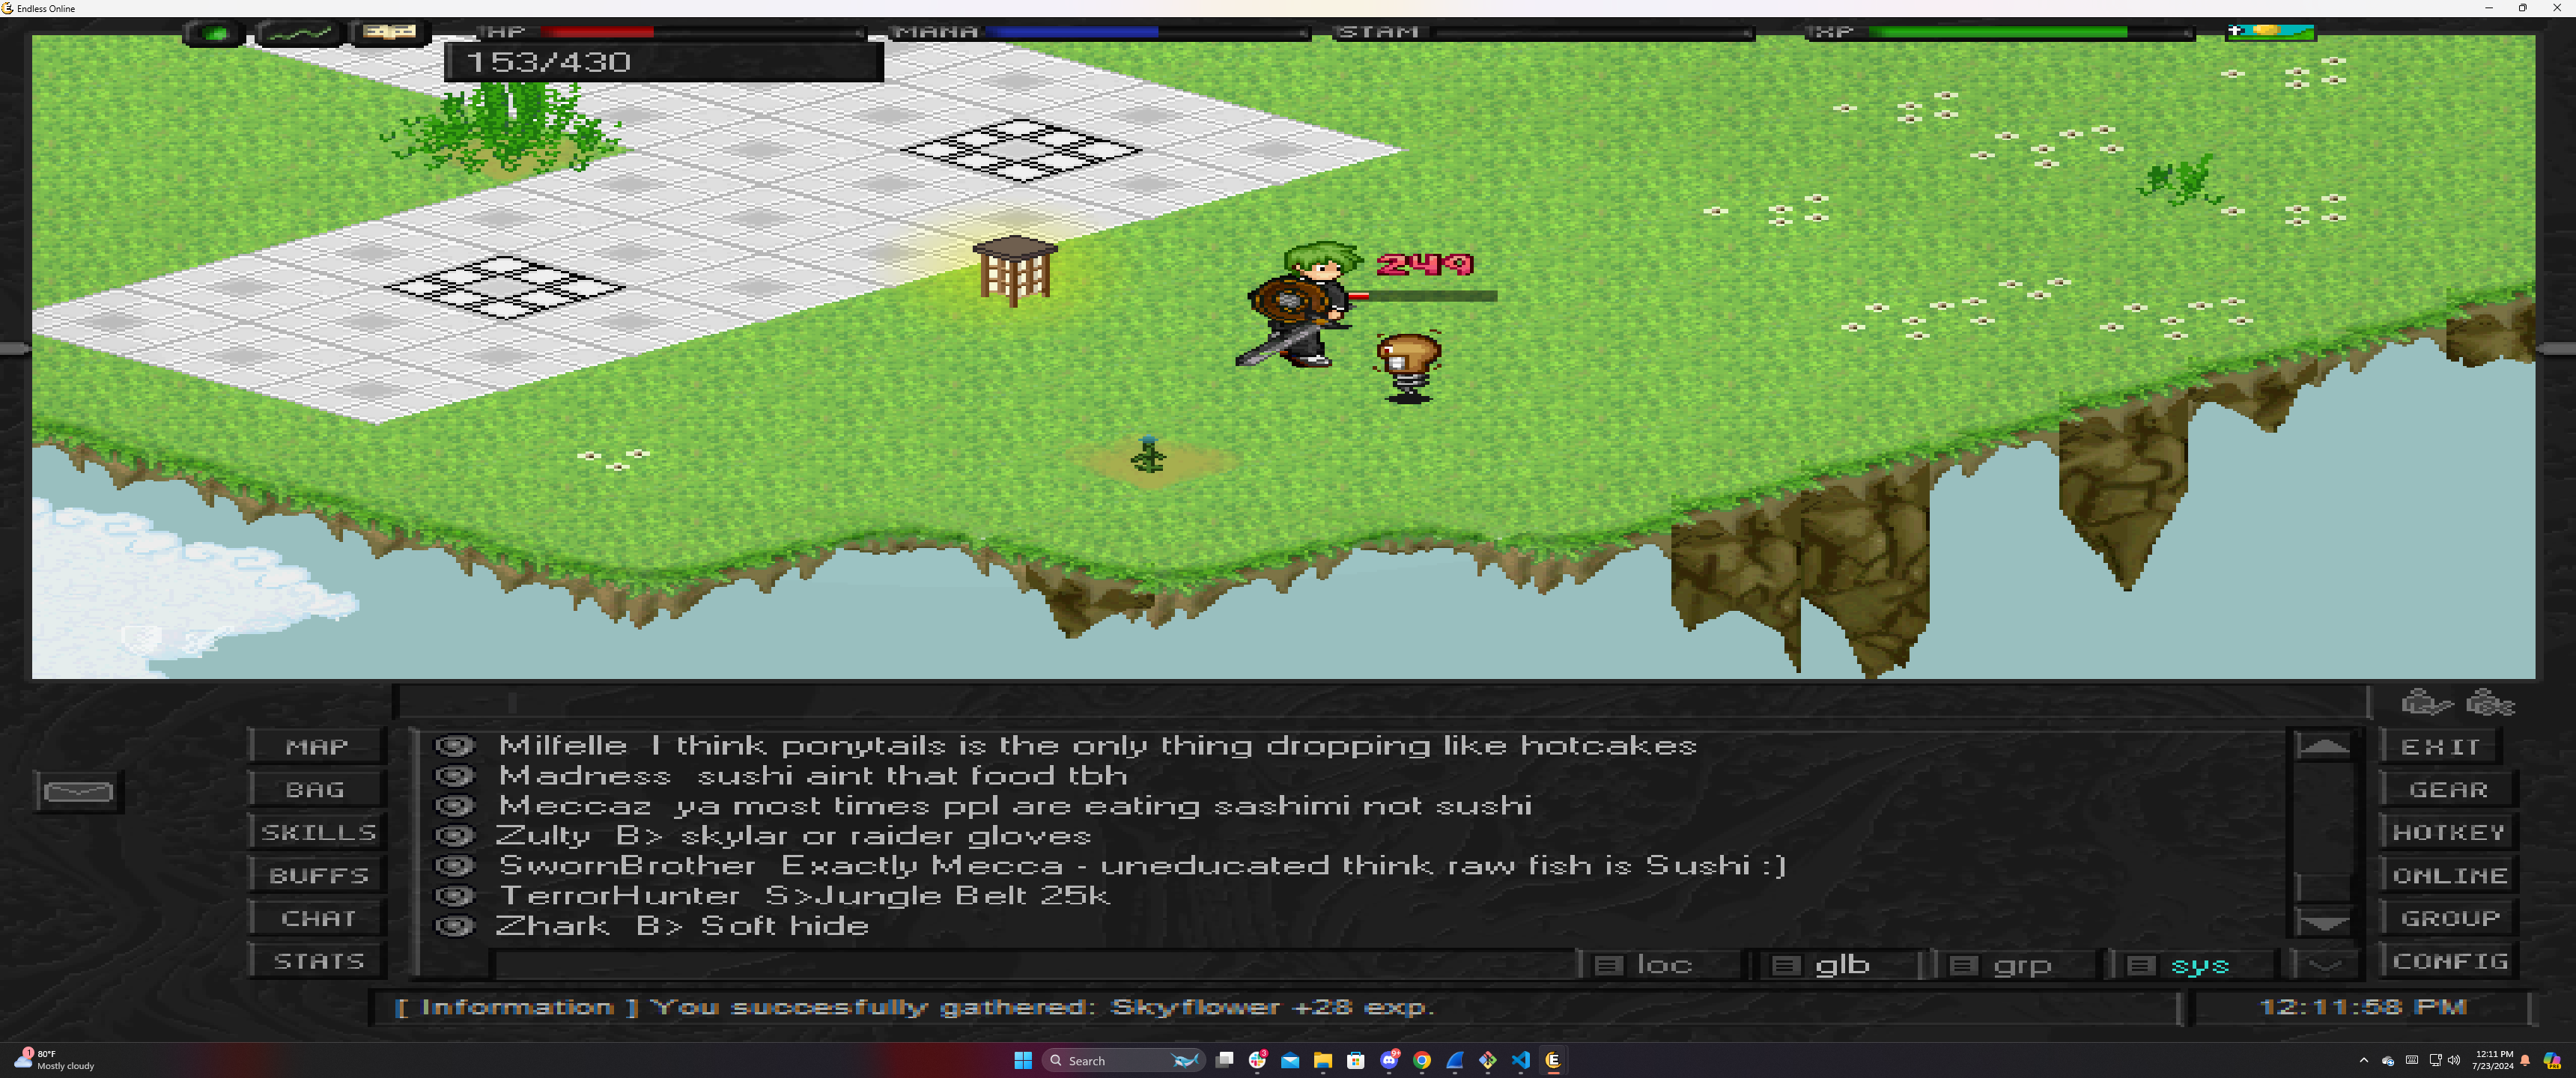 Endless Online
HP
MANA
STAM
XP
153/430
249
MAP
BAG
SKILLS
BUFFS
CHAT
STATS
Milfelle  I think ponytails is the only thing dropping like hotcakes
Madness  sushi aint that food tbh
Meccaz  ya most times ppl are eating sashimi not sushi
Zulty  B> skylar or raider gloves
SwornBrother  Exactly Mecca - uneducated think raw fish is Sushi :)
TerrorHunter  S>Jungle Belt 25k
Zhark  B> Soft hide
EXIT
GEAR
HOTKEY
ONLINE
GROUP
CONFIG
loc
glb
grp
sys
[ Information ] You succesfully gathered: Skyflower +28 exp.
12:11:58 PM
1
80°F
Mostly cloudy
Search
3
9+
12:11 PM
7/23/2024